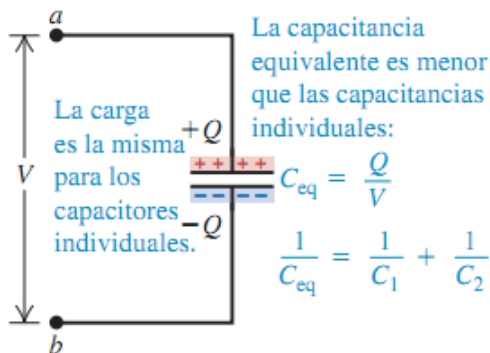 a
La capacitancia
equivalente es menor
que las capacitancias
individuales:
La carga
es la misma
para los
capacitores
individuales.
V
+Q
++++
C_eq = Q/V
−−−−
−Q
1/C_eq = 1/C_1 + 1/C_2
b